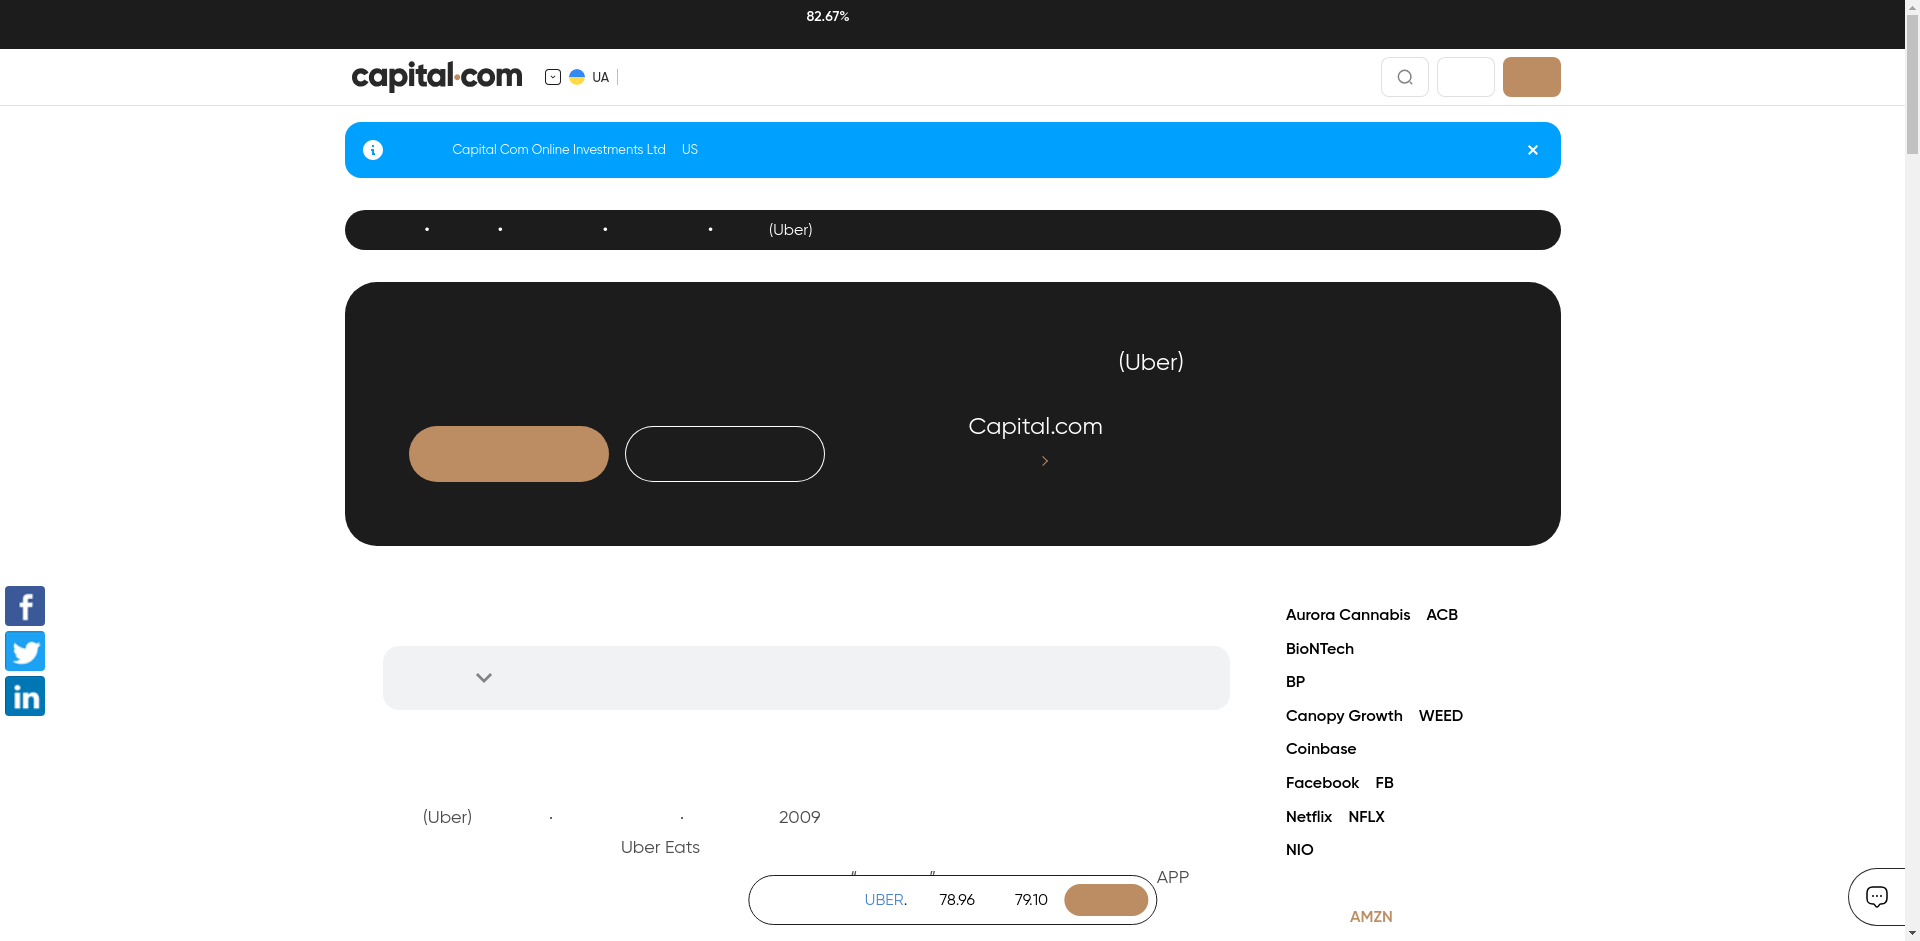 82.67%
capital.com UA
Capital Com Online Investments Ltd US
• • • • (Uber)
(Uber)
Capital.com
Aurora Cannabis ACB
BioNTech
BP
Canopy Growth WEED
Coinbase
Facebook FB
Netflix NFLX
NIO
AMZN
(Uber) · · 2009
Uber Eats
“ ” APP
UBER. 78.96 79.10